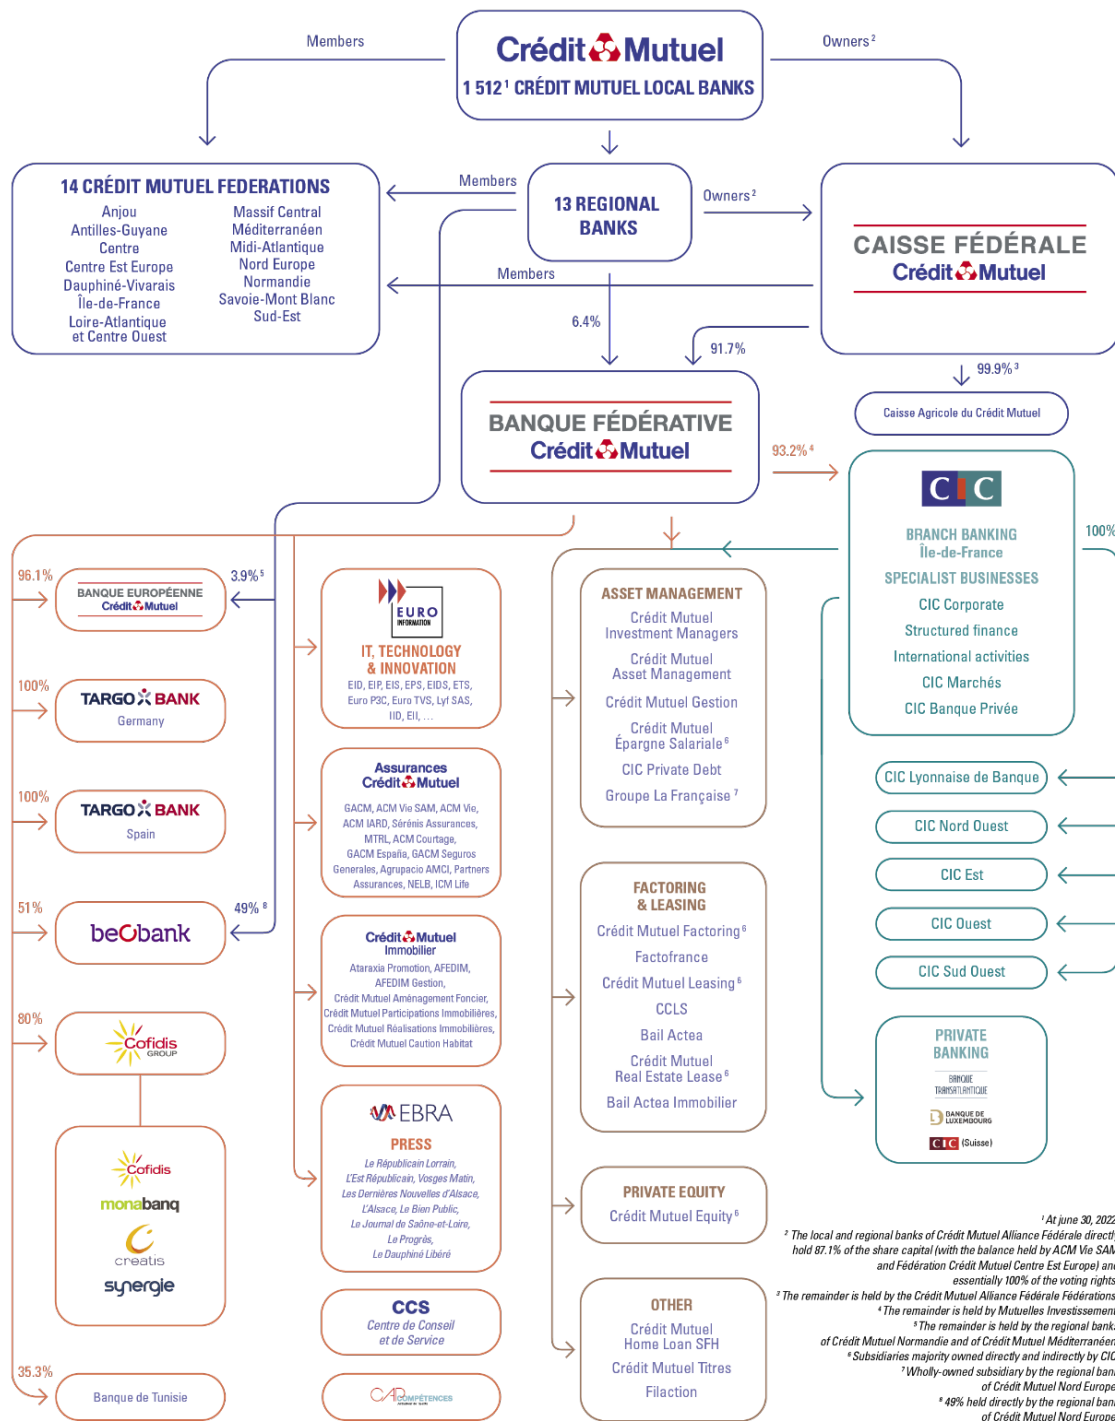 Members
Crédit Mutuel
Owners 2
1 512 1 CRÉDIT MUTUEL LOCAL BANKS
14 CRÉDIT MUTUEL FEDERATIONS
Anjou
Antilles-Guyane
Centre
Centre Est Europe
Dauphiné-Vivarais
Île-de-France
Loire-Atlantique
et Centre Ouest
Massif Central
Méditerranéen
Midi-Atlantique
Nord Europe
Normandie
Savoie-Mont Blanc
Sud-Est
Members
13 REGIONAL
BANKS
Owners 2
CAISSE FÉDÉRALE
Crédit Mutuel
Members
6.4%
91.7%
99.9% 3
Caisse Agricole du Crédit Mutuel
BANQUE FÉDÉRATIVE
Crédit Mutuel
93.2% 4
CIC
BRANCH BANKING
Île-de-France
SPECIALIST BUSINESSES
CIC Corporate
Structured finance
International activities
CIC Marchés
CIC Banque Privée
100%
CIC Lyonnaise de Banque
CIC Nord Ouest
CIC Est
CIC Ouest
CIC Sud Ouest
PRIVATE
BANKING
BANQUE
TRANSATLANTIQUE
BANQUE DE
LUXEMBOURG
CIC (Suisse)
96.1%
BANQUE EUROPÉENNE
Crédit Mutuel
3.9% 5
100%
TARGO BANK
Germany
100%
TARGO BANK
Spain
51%
beobank
49% 8
80%
Cofidis
GROUP
Cofidis
monabanq
creatis
synergie
35.3%
Banque de Tunisie
EURO
INFORMATION
IT, TECHNOLOGY
& INNOVATION
EID, EIP, EIS, EPS, EIDS, ETS,
Euro P3C, Euro TVS, Lyf SAS,
IID, EII, …
Assurances
Crédit Mutuel
GACM, ACM Vie SAM, ACM Vie,
ACM IARD, Sérénis Assurances,
MTRL, ACM Courtage,
GACM España, GACM Seguros
Generales, Agrupacio AMCI, Partners
Assurances, NELB, ICM Life
Crédit Mutuel
Immobilier
Ataraxia Promotion, AFEDIM,
AFEDIM Gestion,
Crédit Mutuel Aménagement Foncier,
Crédit Mutuel Participations Immobilières,
Crédit Mutuel Réalisations Immobilières,
Crédit Mutuel Caution Habitat
EBRA
PRESS
Le Républicain Lorrain,
L'Est Républicain, Vosges Matin,
Les Dernières Nouvelles d'Alsace,
L'Alsace, Le Bien Public,
Le Journal de Saône-et-Loire,
Le Progrès,
Le Dauphiné Libéré
CCS
Centre de Conseil
et de Service
CAP COMPÉTENCES
ASSET MANAGEMENT
Crédit Mutuel
Investment Managers
Crédit Mutuel
Asset Management
Crédit Mutuel Gestion
Crédit Mutuel
Épargne Salariale 6
CIC Private Debt
Groupe La Française 7
FACTORING
& LEASING
Crédit Mutuel Factoring 6
Factofrance
Crédit Mutuel Leasing 6
CCLS
Bail Actea
Crédit Mutuel
Real Estate Lease 6
Bail Actea Immobilier
PRIVATE EQUITY
Crédit Mutuel Equity 6
OTHER
Crédit Mutuel
Home Loan SFH
Crédit Mutuel Titres
Filaction
1 At june 30, 2022
2 The local and regional banks of Crédit Mutuel Alliance Fédérale directly
hold 87.1% of the share capital (with the balance held by ACM Vie SAM
and Fédération Crédit Mutuel Centre Est Europe) and
essentially 100% of the voting rights
3 The remainder is held by the Crédit Mutuel Alliance Fédérale Fédérations
4 The remainder is held by Mutuelles Investissement
5 The remainder is held by the regional banks
of Crédit Mutuel Normandie and of Crédit Mutuel Méditerranéen
6 Subsidiaries majority owned directly and indirectly by CIC
7 Wholly-owned subsidiary by the regional bank
of Crédit Mutuel Nord Europe
8 49% held directly by the regional bank
of Crédit Mutuel Nord Europe